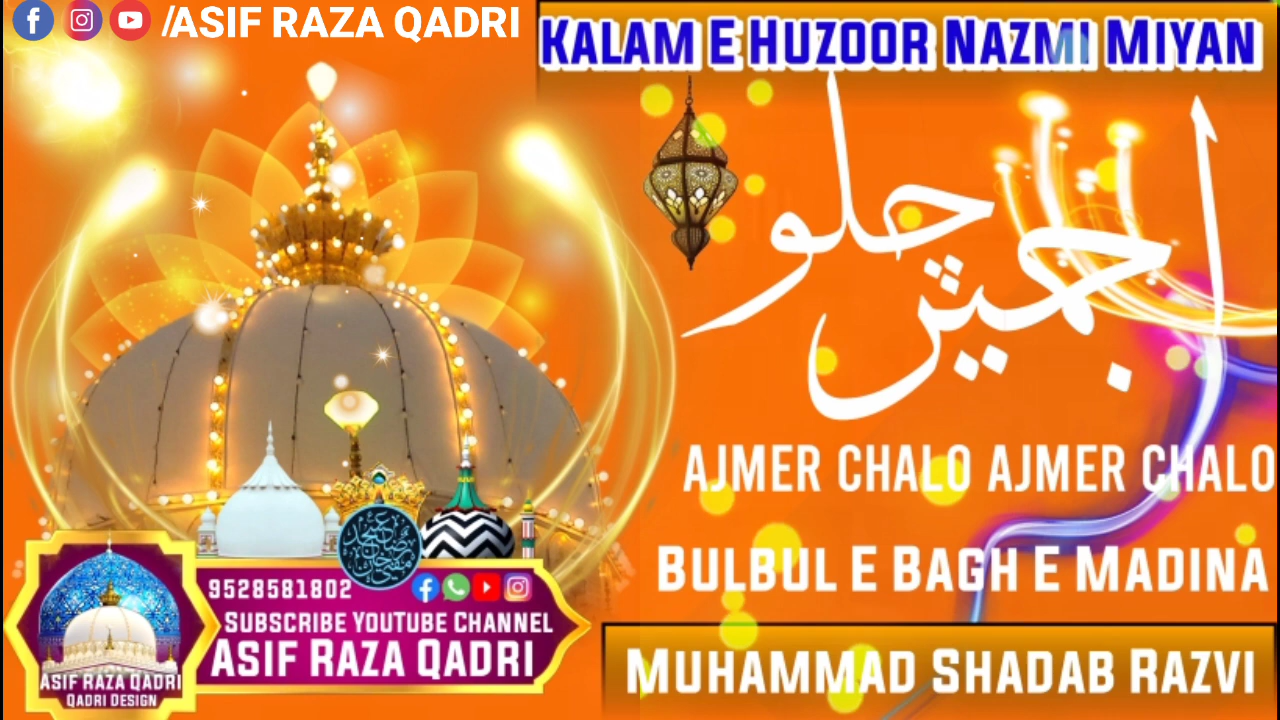 /ASIF RAZA QADRI
KALAM E HUZOOR NAZMI MIYAN
اجمیر چلو
AJMER CHALO AJMER CHALO
BULBUL E BAGH E MADINA
MUHAMMAD SHADAB RAZVI
9528581802
SUBSCRIBE YOUTUBE CHANNEL
ASIF RAZA QADRI
ASIF RAZA QADRI
QADRI DESIGN